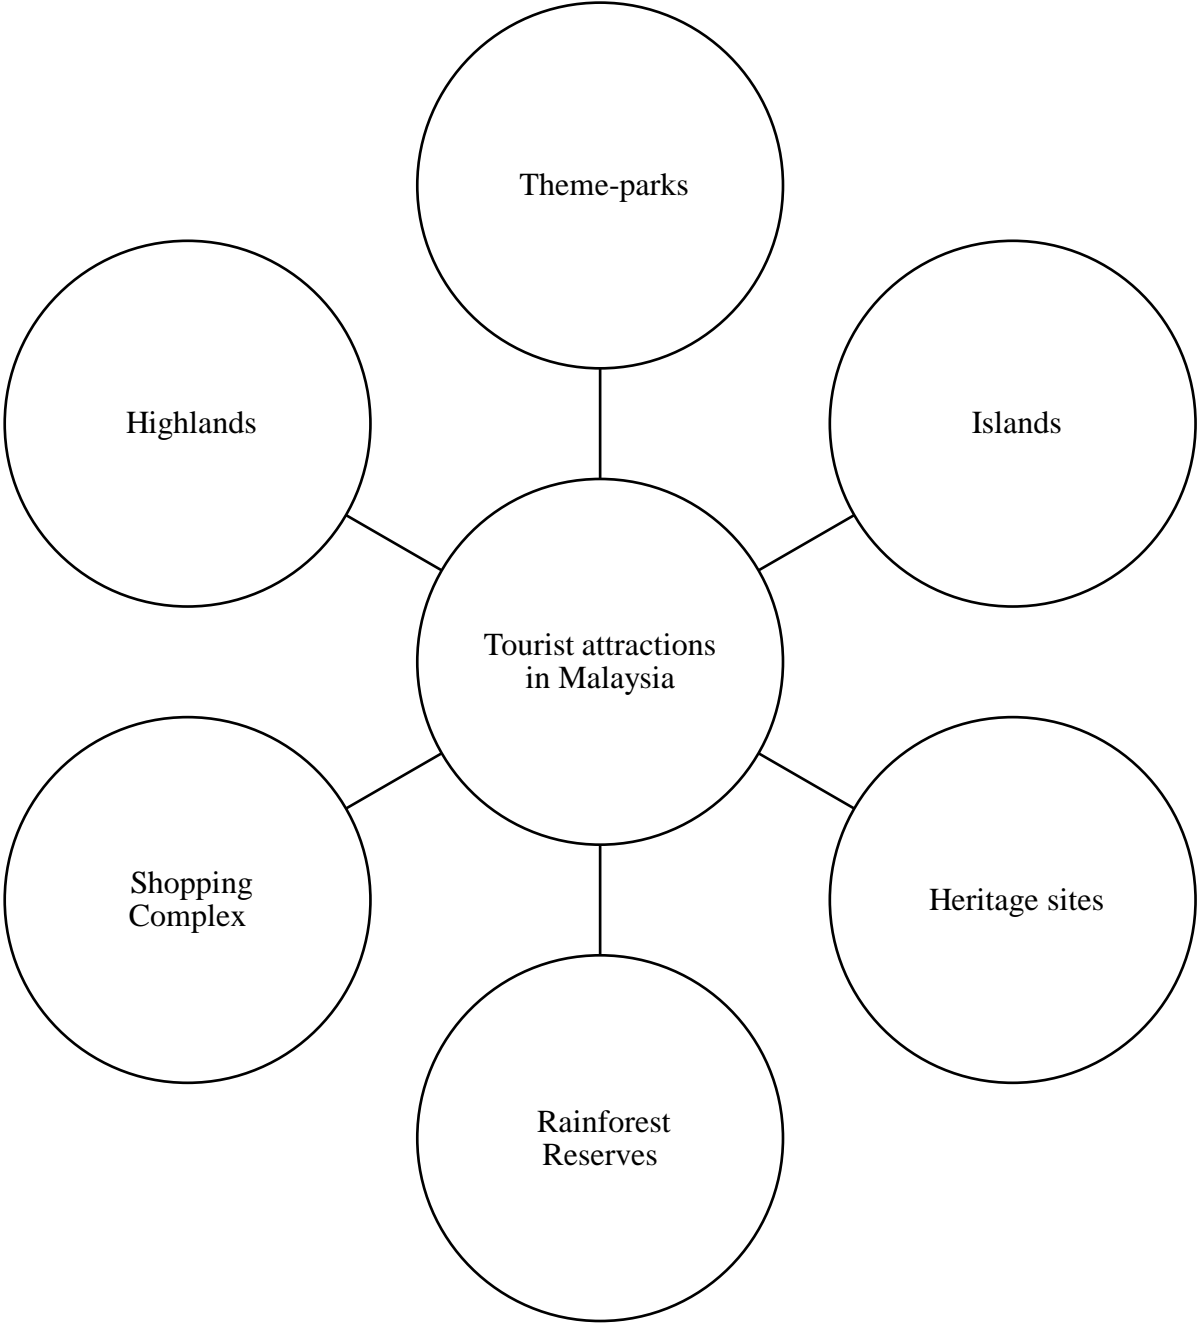 Theme-parks
Highlands
Islands
Tourist attractions
in Malaysia
Shopping
Complex
Heritage sites
Rainforest
Reserves